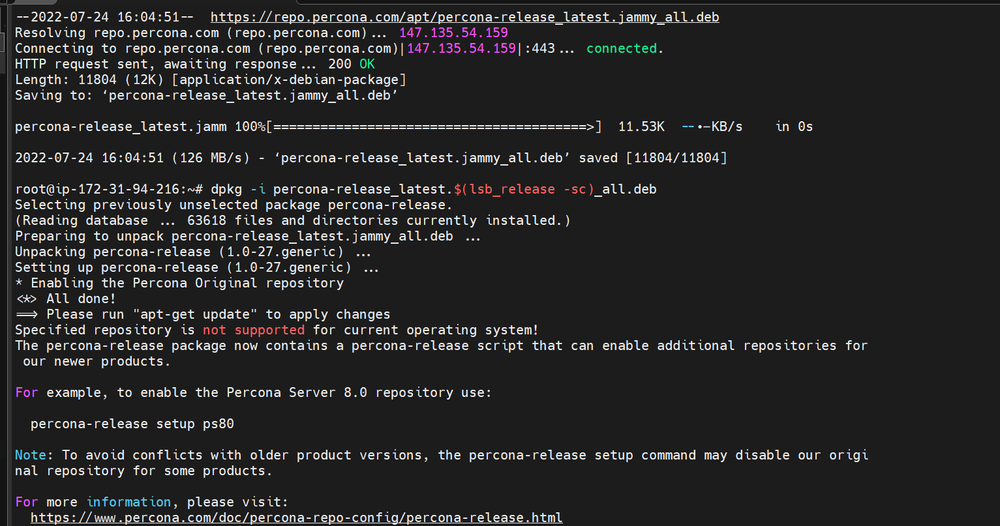 --2022-07-24 16:04:51--  https://repo.percona.com/apt/percona-release_latest.jammy_all.deb
Resolving repo.percona.com (repo.percona.com)... 147.135.54.159
Connecting to repo.percona.com (repo.percona.com)|147.135.54.159|:443... connected.
HTTP request sent, awaiting response... 200 OK
Length: 11804 (12K) [application/x-debian-package]
Saving to: ‘percona-release_latest.jammy_all.deb’
percona-release_latest.jamm 100%[========================================>]  11.53K  --•-KB/s    in 0s
2022-07-24 16:04:51 (126 MB/s) - ‘percona-release_latest.jammy_all.deb’ saved [11804/11804]
root@ip-172-31-94-216:~# dpkg -i percona-release_latest.$(lsb_release -sc)_all.deb
Selecting previously unselected package percona-release.
(Reading database ... 63618 files and directories currently installed.)
Preparing to unpack percona-release_latest.jammy_all.deb ...
Unpacking percona-release (1.0-27.generic) ...
Setting up percona-release (1.0-27.generic) ...
* Enabling the Percona Original repository
<*> All done!
==> Please run "apt-get update" to apply changes
Specified repository is not supported for current operating system!
The percona-release package now contains a percona-release script that can enable additional repositories for
 our newer products.
For example, to enable the Percona Server 8.0 repository use:
  percona-release setup ps80
Note: To avoid conflicts with older product versions, the percona-release setup command may disable our origi
nal repository for some products.
For more information, please visit:
  https://www.percona.com/doc/percona-repo-config/percona-release.html